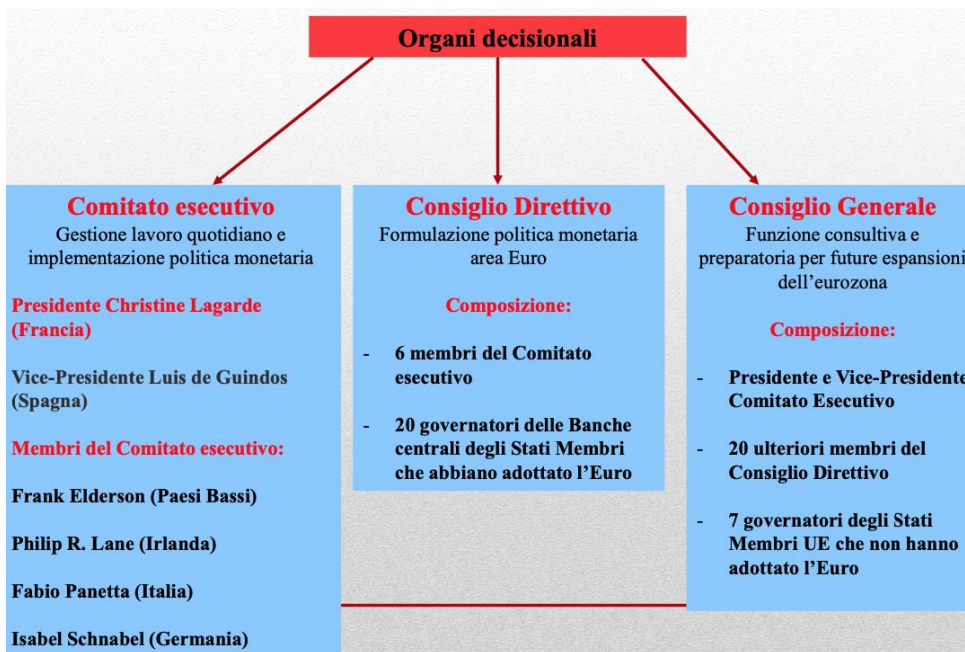 Organi decisionali
Comitato esecutivo
Gestione lavoro quotidiano e
implementazione politica monetaria
Presidente Christine Lagarde
(Francia)
Vice-Presidente Luis de Guindos
(Spagna)
Membri del Comitato esecutivo:
Frank Elderson (Paesi Bassi)
Philip R. Lane (Irlanda)
Fabio Panetta (Italia)
Isabel Schnabel (Germania)
Consiglio Direttivo
Formulazione politica monetaria
area Euro
Composizione:
- 6 membri del Comitato
esecutivo
- 20 governatori delle Banche
centrali degli Stati Membri
che abbiano adottato l’Euro
Consiglio Generale
Funzione consultiva e
preparatoria per future espansioni
dell’eurozona
Composizione:
- Presidente e Vice-Presidente
Comitato Esecutivo
- 20 ulteriori membri del
Consiglio Direttivo
- 7 governatori degli Stati
Membri UE che non hanno
adottato l’Euro